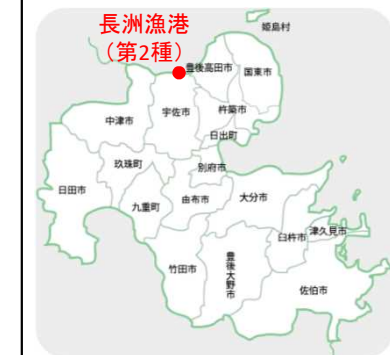 長洲漁港
（第2種）
姫島村
豊後高田市
国東市
中津市
宇佐市
杵築市
日出町
玖珠町
別府市
日田市
九重町
由布市
大分市
臼杵市
津久見市
竹田市
豊後大野市
佐伯市